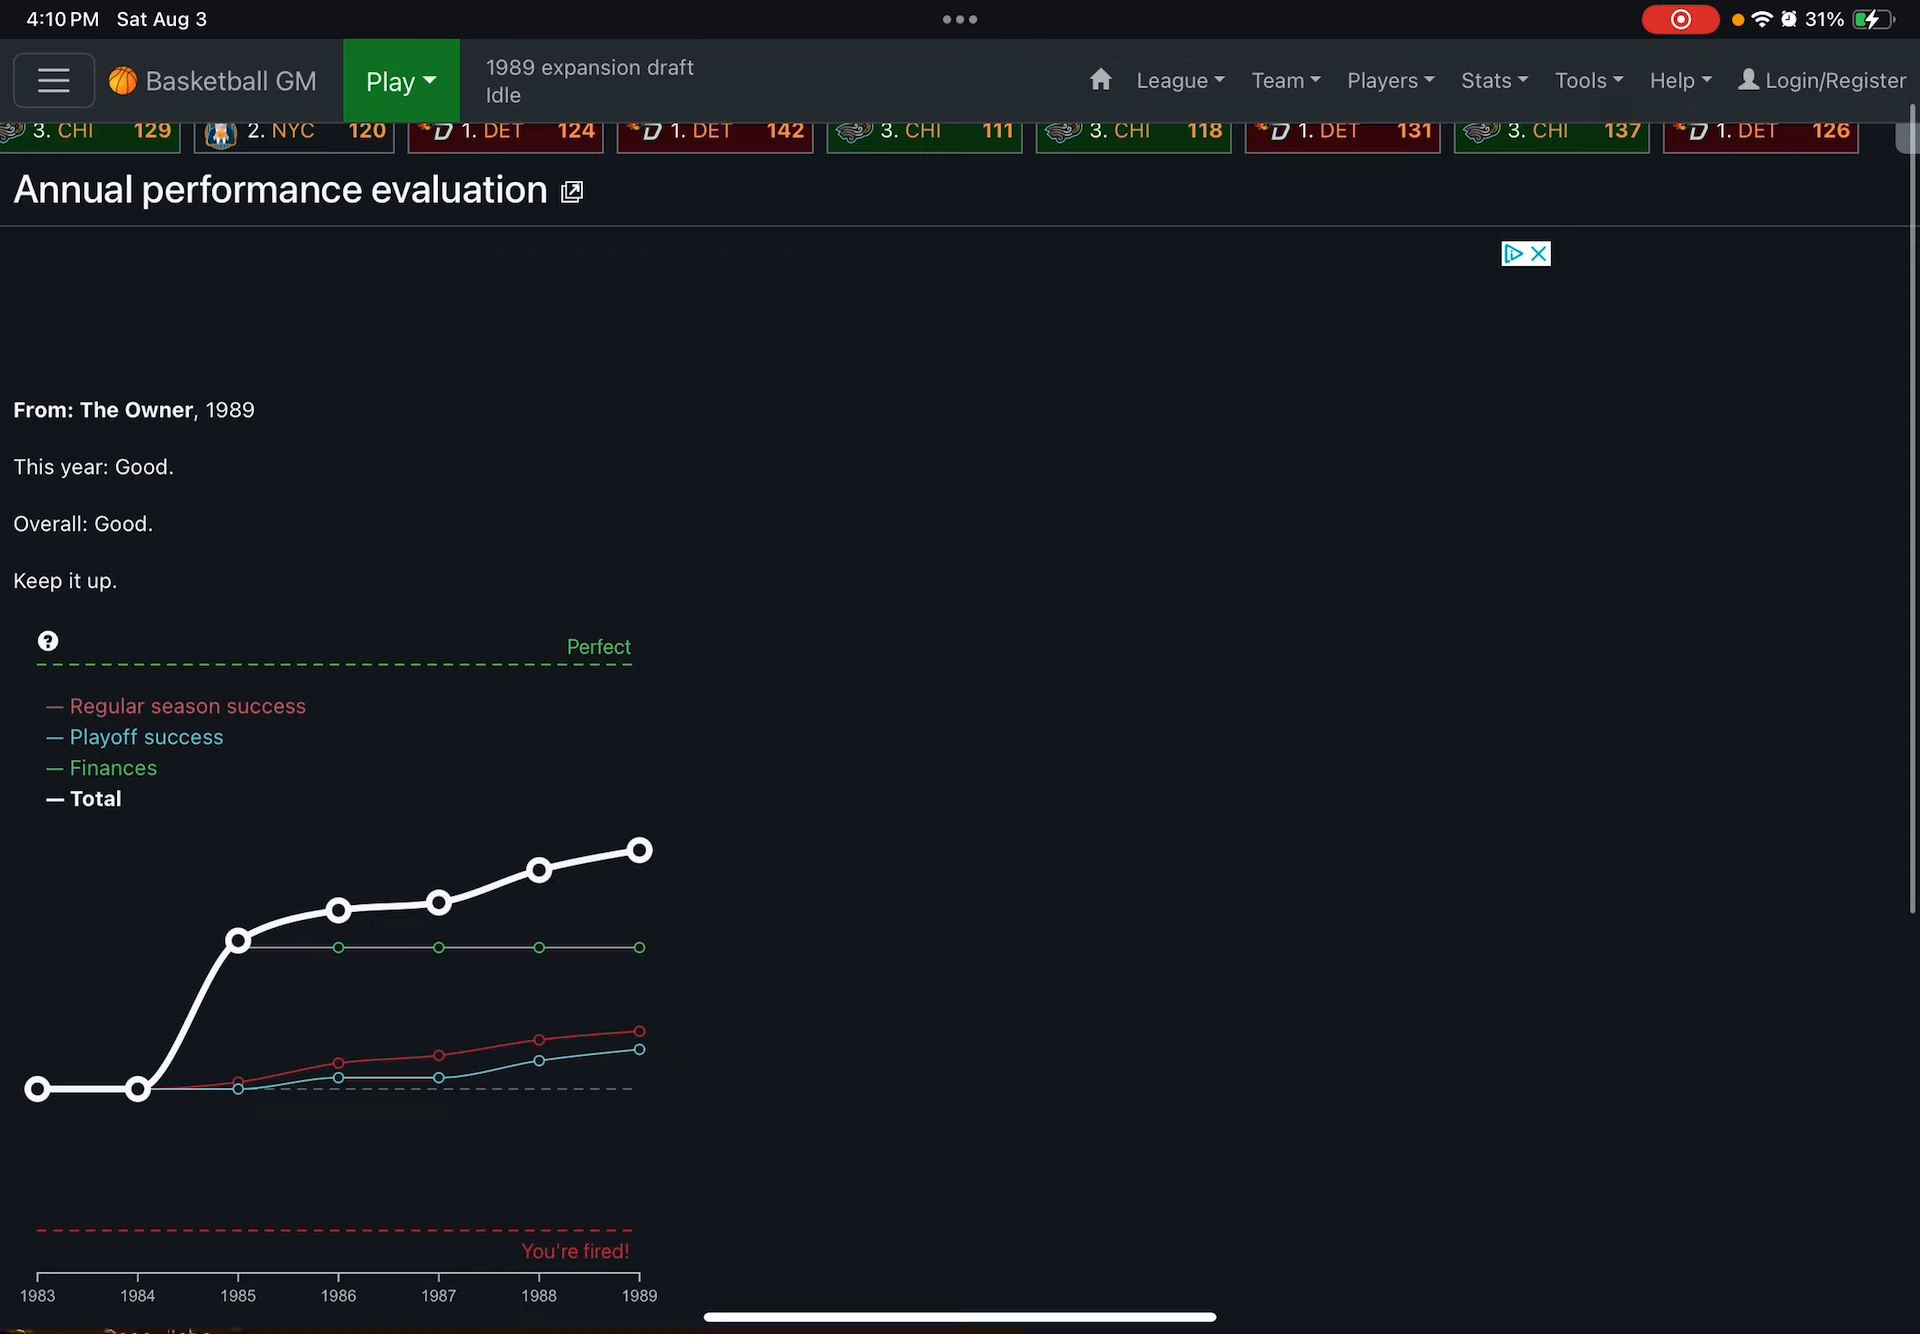 4:10 PM Sat Aug 3
31%
Basketball GM
Play
1989 expansion draft
Idle
League
Team
Players
Stats
Tools
Help
Login/Register
3. CHI 129
2. NYC 120
1. DET 124
1. DET 142
3. CHI 111
3. CHI 118
1. DET 131
3. CHI 137
1. DET 126
Annual performance evaluation
From: The Owner, 1989
This year: Good.
Overall: Good.
Keep it up.
Perfect
Regular season success
Playoff success
Finances
Total
You're fired!
1983 1984 1985 1986 1987 1988 1989